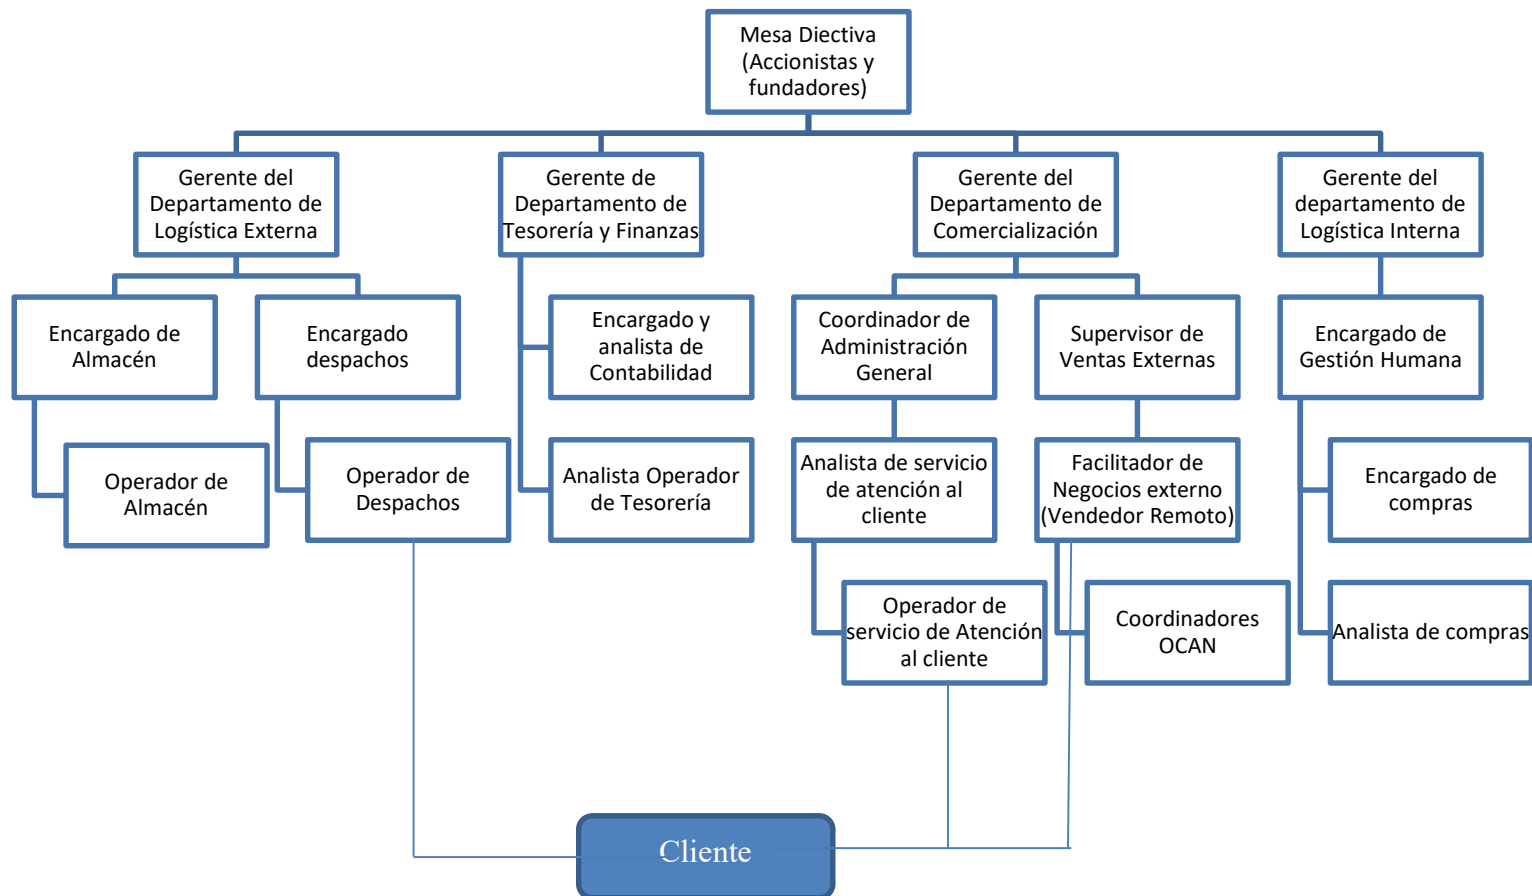 Mesa Diectiva
(Accionistas y
fundadores)
Gerente del
Departamento de
Logística Externa
Gerente de
Departamento de
Tesorería y Finanzas
Gerente del
Departamento de
Comercialización
Gerente del
departamento de
Logística Interna
Encargado de
Almacén
Encargado
despachos
Encargado y
analista de
Contabilidad
Coordinador de
Administración
General
Supervisor de
Ventas Externas
Encargado de
Gestión Humana
Operador de
Almacén
Operador de
Despachos
Analista Operador
de Tesorería
Analista de servicio
de atención al
cliente
Facilitador de
Negocios externo
(Vendedor Remoto)
Encargado de
compras
Operador de
servicio de Atención
al cliente
Coordinadores
OCAN
Analista de compras
Cliente